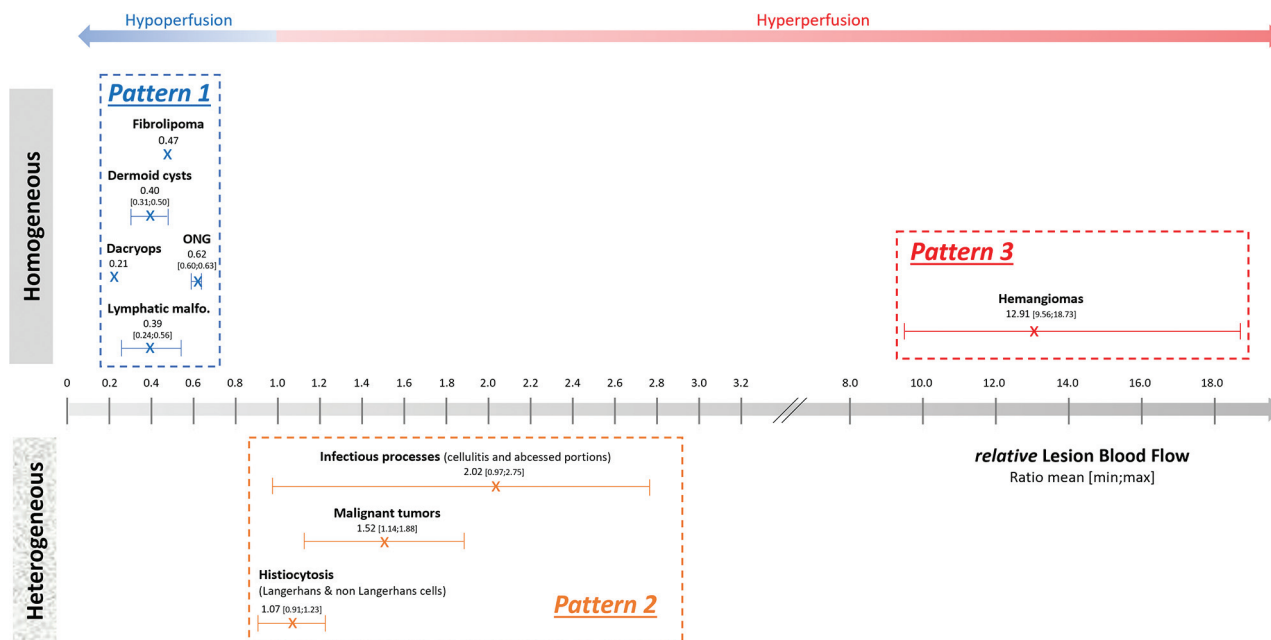 Hypoperfusion
Hyperperfusion
Homogeneous
Pattern 1
Fibrolipoma
0.47
Dermoid cysts
0.40
[0.31;0.50]
Dacryops
0.21
ONG
0.62
[0.60;0.63]
Lymphatic malfo.
0.39
[0.24;0.56]
Pattern 3
Hemangiomas
12.91 [9.56;18.73]
0 0.2 0.4 0.6 0.8 1.0 1.2 1.4 1.6 1.8 2.0 2.2 2.4 2.6 2.8 3.0 3.2 8.0 10.0 12.0 14.0 16.0 18.0
Heterogeneous
Infectious processes (cellulitis and abcessed portions)
2.02 [0.97;2.75]
Malignant tumors
1.52 [1.14;1.88]
Histiocytosis
(Langerhans & non Langerhans cells)
1.07 [0.91;1.23]
Pattern 2
relative Lesion Blood Flow
Ratio mean [min;max]